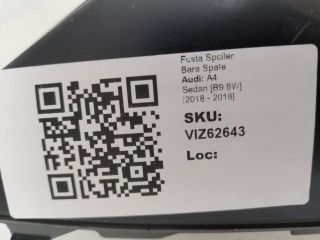 Fusta Spoiler
Bara Spate
Audi: A4
Sedan [B9 8W]
[2016 - 2018]
SKU:
VIZ62643
Loc: